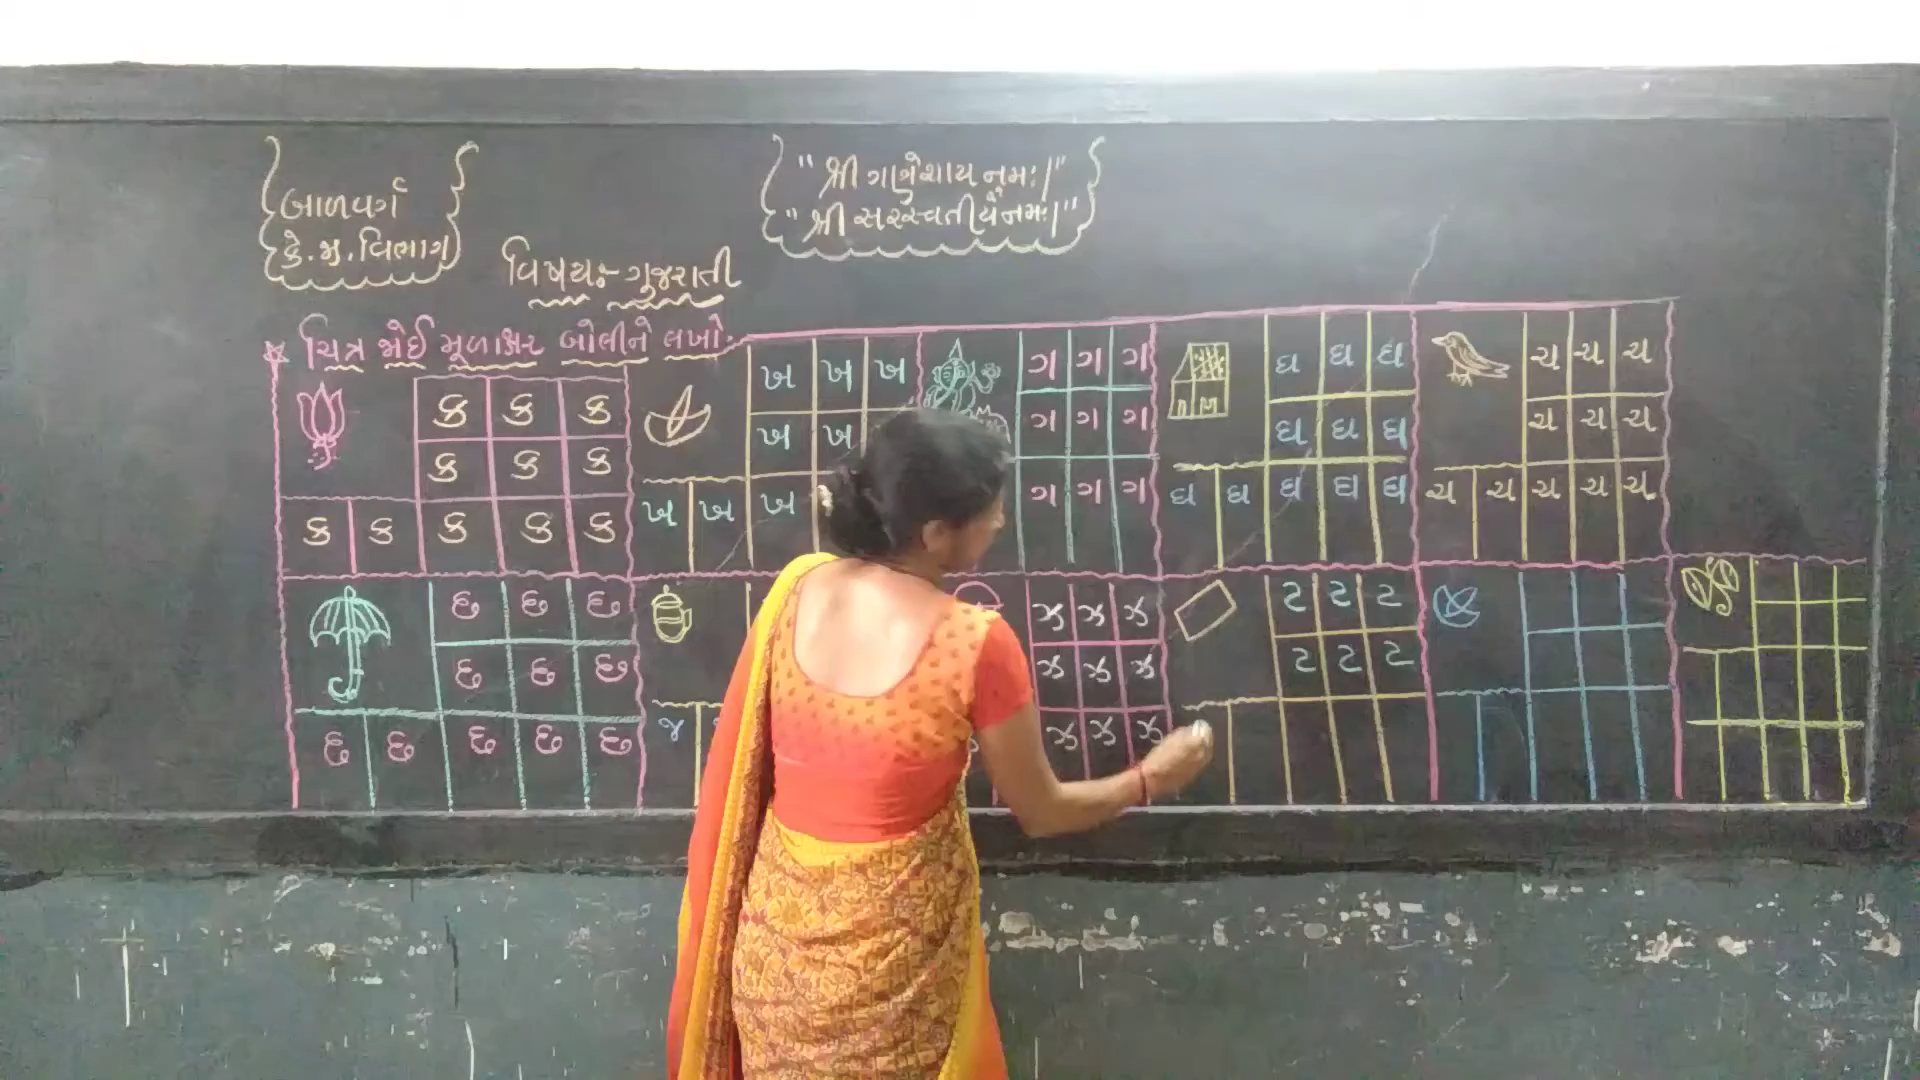 બાળવર્ગ
કે.મુ.વિભાગ
"શ્રી ગણેશાય નમઃ|"
"શ્રી સરસ્વતીયૈ નમઃ|"
વિષયઃ- ગુજરાતી
ચિત્ર જોઈ મૂળાક્ષર બોલીને લખો.
ક ક ક
ક ક ક
ક ક ક ક ક
ખ ખ ખ
ખ ખ
ખ ખ ખ
ગ ગ ગ
ગ ગ ગ
ગ ગ ગ
ઘ ઘ ઘ
ઘ ઘ ઘ
ઘ ઘ ઘ ઘ ઘ
ચ ચ ચ
ચ ચ ચ
ચ ચ ચ ચ ચ
છ છ છ
છ છ છ
છ છ છ છ છ
જ
ઝ ઝ ઝ
ઝ ઝ ઝ
ઝ ઝ ઝ
ટ ટ ટ
ટ ટ ટ